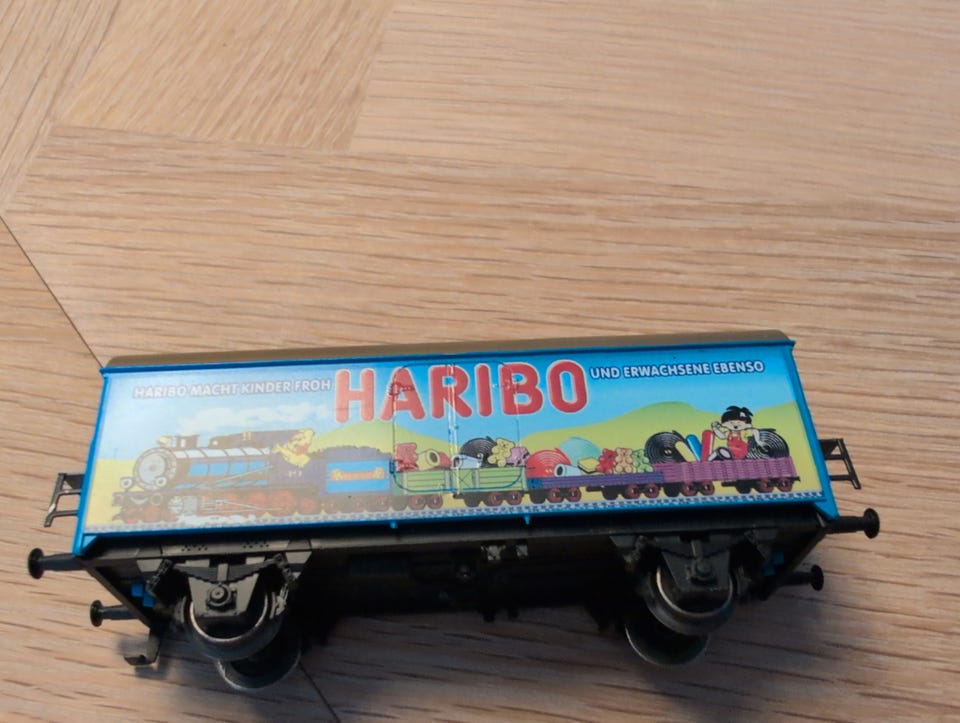 HARIBO MACHT KINDER FROH
HARIBO
UND ERWACHSENE EBENSO